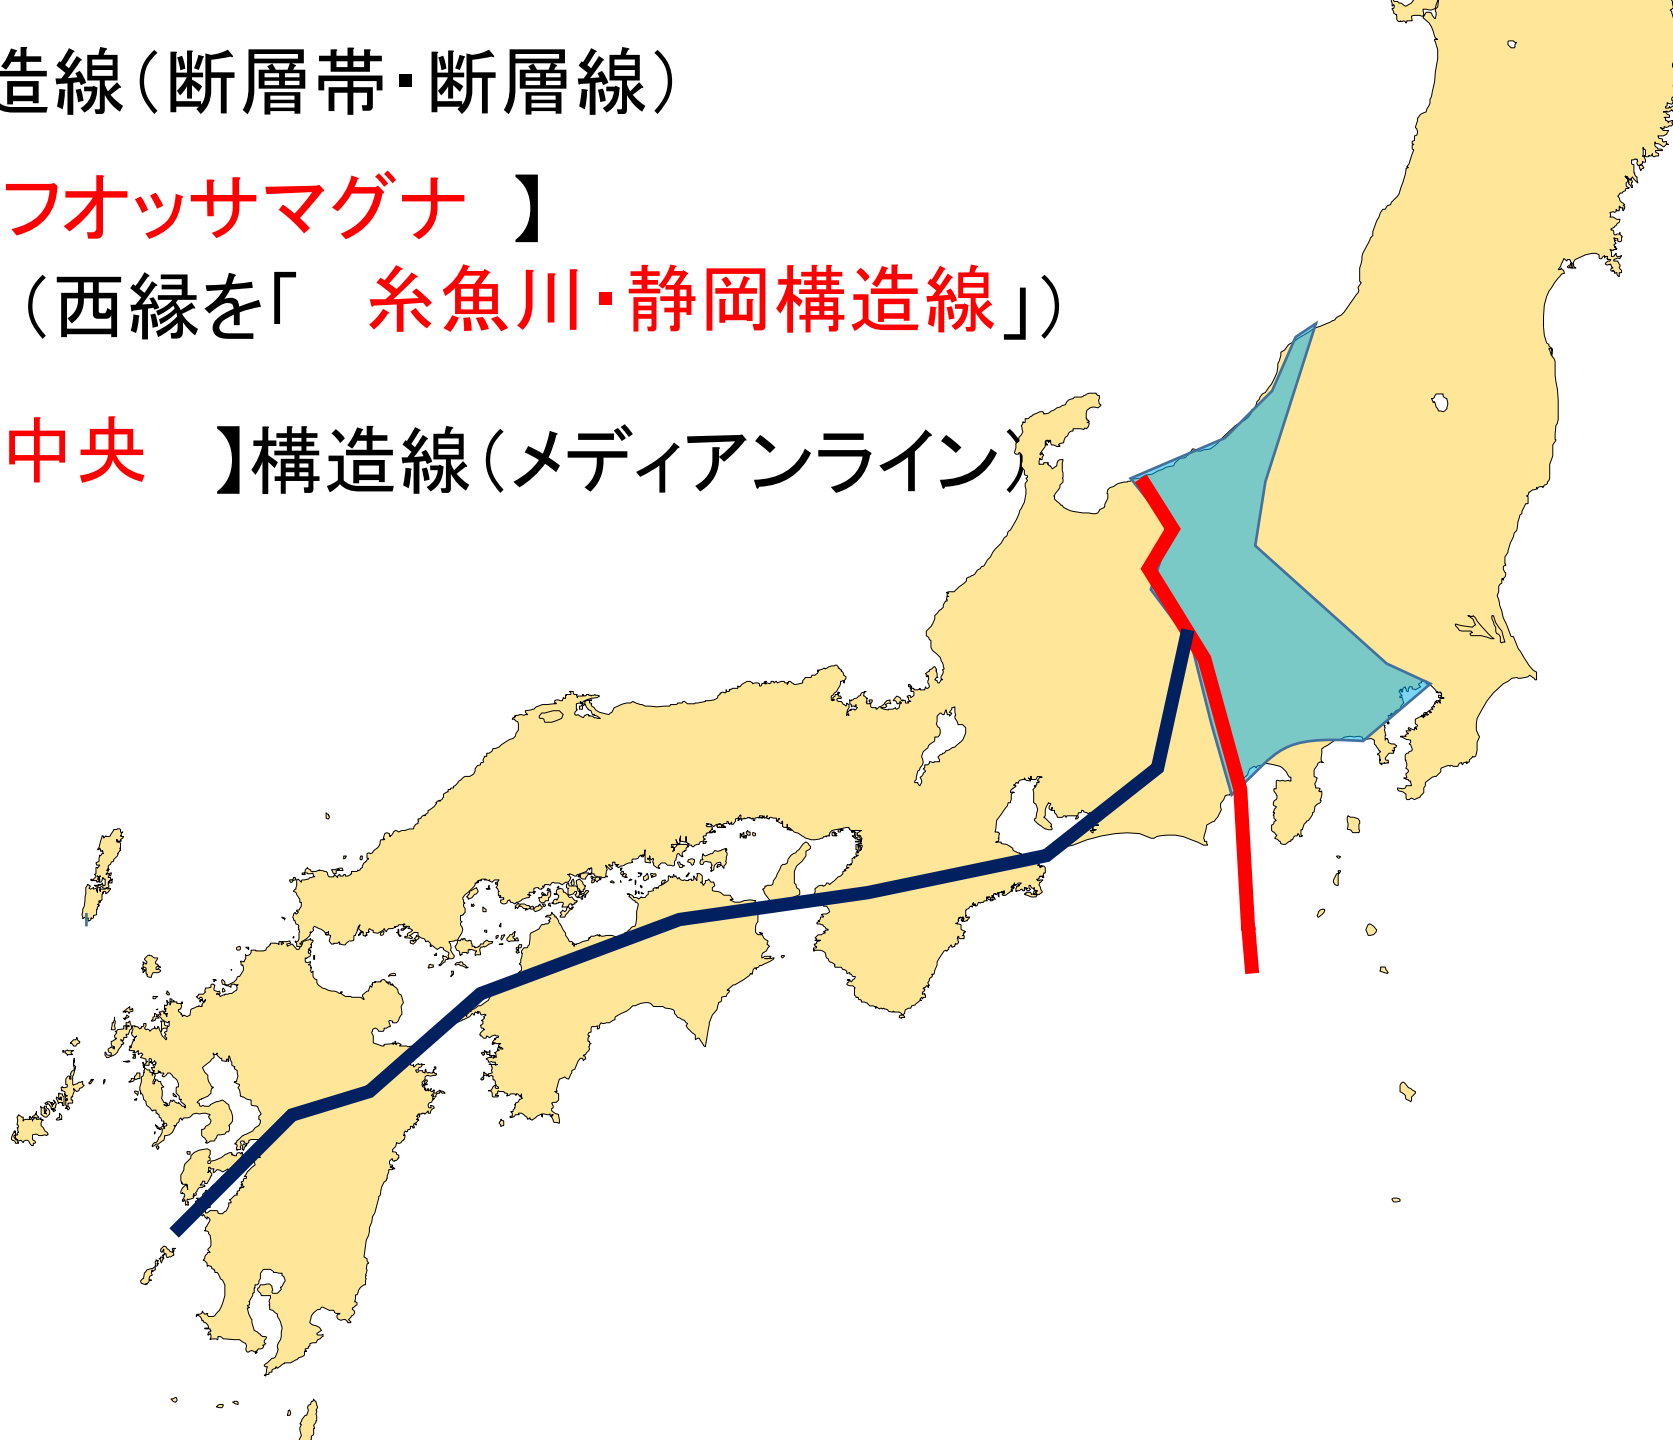 造線（断層帯・断層線）
フオッサマグナ　】
（西縁を「　糸魚川・静岡構造線」）
中央　】構造線（メディアンライン）